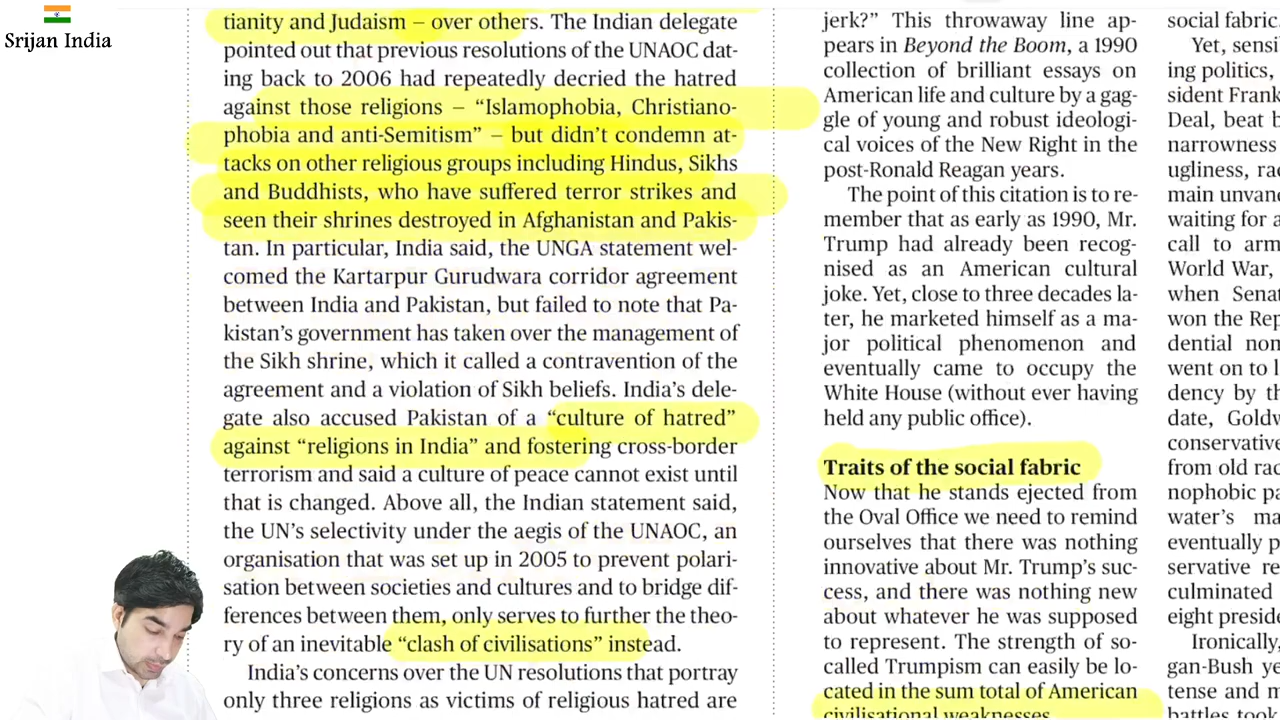 Srijan India
tianity and Judaism – over others. The Indian delegate
pointed out that previous resolutions of the UNAOC dat-
ing back to 2006 had repeatedly decried the hatred
against those religions – “Islamophobia, Christiano-
phobia and anti-Semitism” – but didn’t condemn at-
tacks on other religious groups including Hindus, Sikhs
and Buddhists, who have suffered terror strikes and
seen their shrines destroyed in Afghanistan and Pakis-
tan. In particular, India said, the UNGA statement wel-
comed the Kartarpur Gurudwara corridor agreement
between India and Pakistan, but failed to note that Pa-
kistan’s government has taken over the management of
the Sikh shrine, which it called a contravention of the
agreement and a violation of Sikh beliefs. India’s dele-
gate also accused Pakistan of a “culture of hatred”
against “religions in India” and fostering cross-border
terrorism and said a culture of peace cannot exist until
that is changed. Above all, the Indian statement said,
the UN’s selectivity under the aegis of the UNAOC, an
organisation that was set up in 2005 to prevent polari-
sation between societies and cultures and to bridge dif-
ferences between them, only serves to further the theo-
ry of an inevitable “clash of civilisations” instead.
India’s concerns over the UN resolutions that portray
only three religions as victims of religious hatred are
jerk?” This throwaway line ap-
pears in Beyond the Boom, a 1990
collection of brilliant essays on
American life and culture by a gag-
gle of young and robust ideologi-
cal voices of the New Right in the
post-Ronald Reagan years.
The point of this citation is to re-
member that as early as 1990, Mr.
Trump had already been recog-
nised as an American cultural
joke. Yet, close to three decades la-
ter, he marketed himself as a ma-
jor political phenomenon and
eventually came to occupy the
White House (without ever having
held any public office).
Traits of the social fabric
Now that he stands ejected from
the Oval Office we need to remind
ourselves that there was nothing
innovative about Mr. Trump’s suc-
cess, and there was nothing new
about whatever he was supposed
to represent. The strength of so-
called Trumpism can easily be lo-
cated in the sum total of American
civilisational weaknesses
social fabric.
Yet, sensi
ing politics,
sident Frank
Deal, beat b
narrowness
ugliness, rac
main unvan
waiting for a
call to arm
World War,
when Senat
won the Rep
dential nom
went on to l
dency by th
date, Goldw
conservative
from old rac
nophobic pa
water’s ma
eventually p
servative re
culminated
eight preside
Ironically,
gan-Bush ye
tense and m
battles took